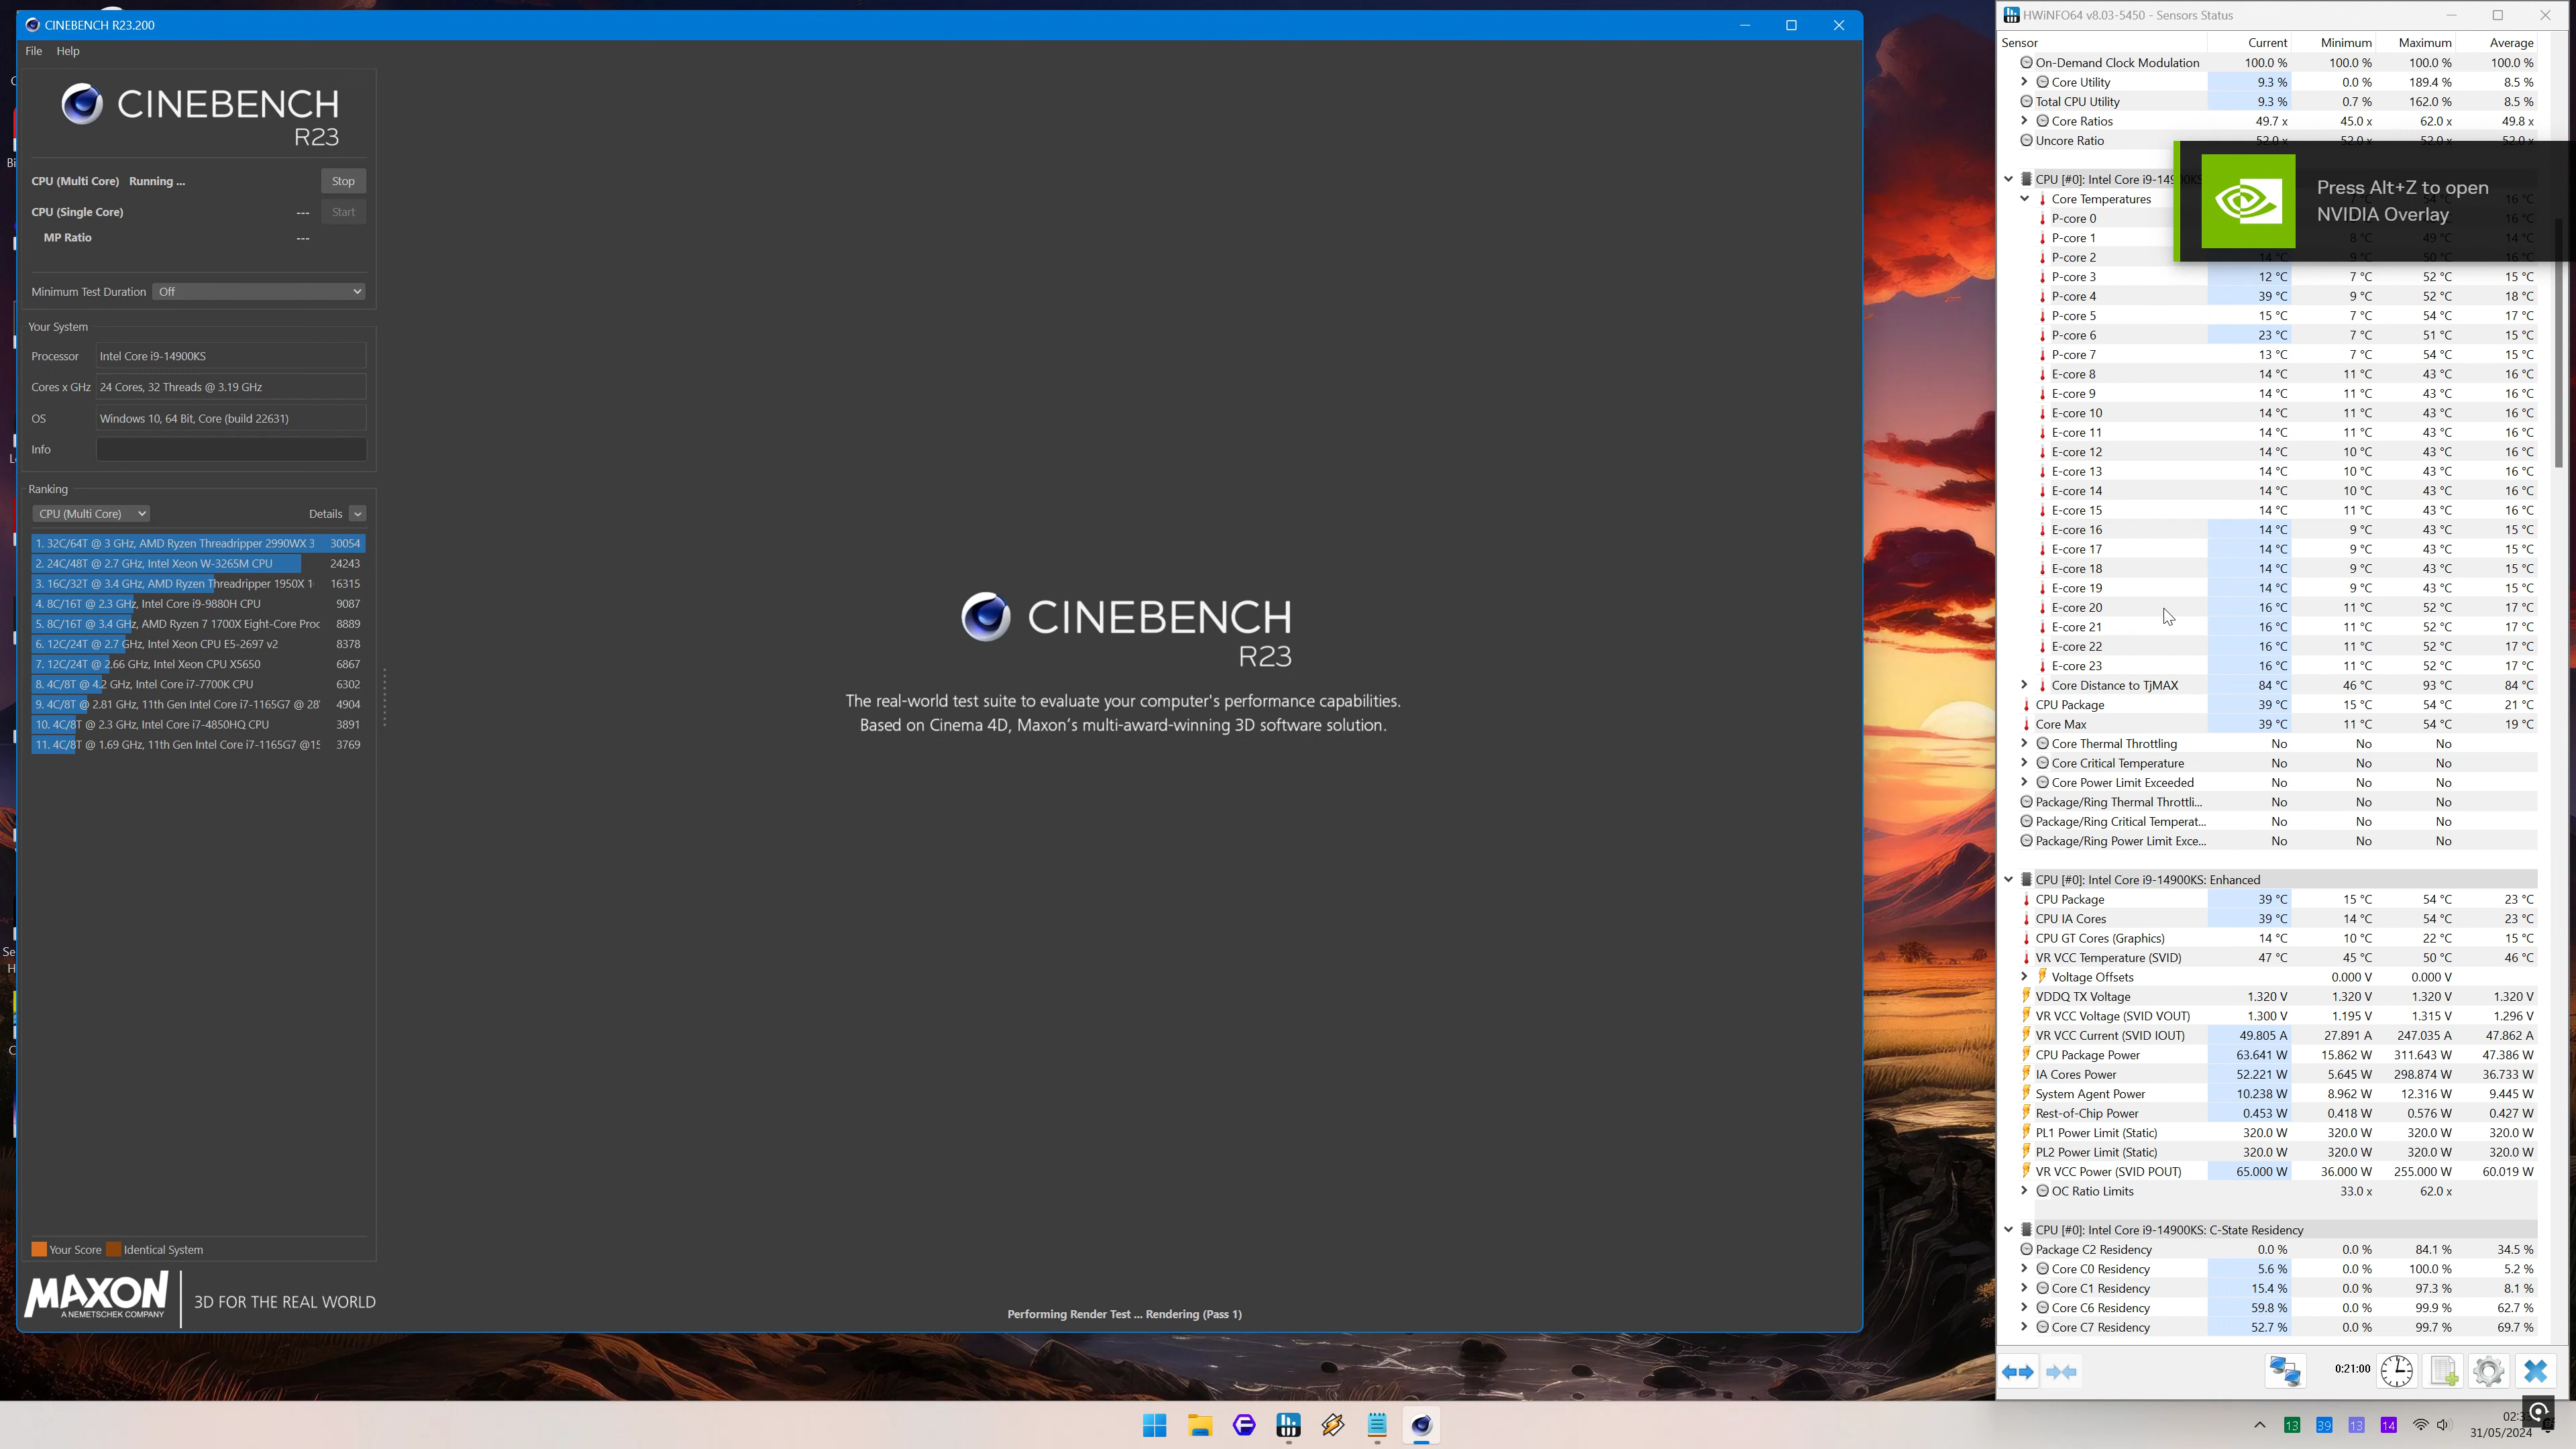 CINEBENCH R23.200
File Help
CINEBENCH
R23
CPU (Multi Core) Running ... Stop
CPU (Single Core) --- Start
MP Ratio ---
Minimum Test Duration Off
Your System
Processor Intel Core i9-14900KS
Cores x GHz 24 Cores, 32 Threads @ 3.19 GHz
OS Windows 10, 64 Bit, Core (build 22631)
Info
Ranking
CPU (Multi Core) Details
1. 32C/64T @ 3 GHz, AMD Ryzen Threadripper 2990WX 3 30054
2. 24C/48T @ 2.7 GHz, Intel Xeon W-3265M CPU 24243
3. 16C/32T @ 3.4 GHz, AMD Ryzen Threadripper 1950X 1 16315
4. 8C/16T @ 2.3 GHz, Intel Core i9-9880H CPU 9087
5. 8C/16T @ 3.4 GHz, AMD Ryzen 7 1700X Eight-Core Proc 8889
6. 12C/24T @ 2.7 GHz, Intel Xeon CPU E5-2697 v2 8378
7. 12C/24T @ 2.66 GHz, Intel Xeon CPU X5650 6867
8. 4C/8T @ 4.2 GHz, Intel Core i7-7700K CPU 6302
9. 4C/8T @ 2.81 GHz, 11th Gen Intel Core i7-1165G7 @ 28 4904
10. 4C/8T @ 2.3 GHz, Intel Core i7-4850HQ CPU 3891
11. 4C/8T @ 1.69 GHz, 11th Gen Intel Core i7-1165G7 @15 3769
Your Score Identical System
MAXON
A NEMETSCHEK COMPANY
3D FOR THE REAL WORLD
CINEBENCH
R23
The real-world test suite to evaluate your computer's performance capabilities.
Based on Cinema 4D, Maxon's multi-award-winning 3D software solution.
Performing Render Test ... Rendering (Pass 1)
HWiNFO64 v8.03-5450 - Sensors Status
Sensor Current Minimum Maximum Average
On-Demand Clock Modulation 100.0 % 100.0 % 100.0 % 100.0 %
Core Utility 9.3 % 0.0 % 189.4 % 8.5 %
Total CPU Utility 9.3 % 0.7 % 162.0 % 8.5 %
Core Ratios 49.7 x 45.0 x 62.0 x 49.8 x
Uncore Ratio 52.0 x 52.0 x 52.0 x 52.0 x
Press Alt+Z to open
NVIDIA Overlay
CPU [#0]: Intel Core i9-14900KS
Core Temperatures 7 °C 54 °C 16 °C
P-core 0 16 °C
P-core 1 8 °C 49 °C 14 °C
P-core 2 14 °C 9 °C 50 °C 16 °C
P-core 3 12 °C 7 °C 52 °C 15 °C
P-core 4 39 °C 9 °C 52 °C 18 °C
P-core 5 15 °C 7 °C 54 °C 17 °C
P-core 6 23 °C 7 °C 51 °C 15 °C
P-core 7 13 °C 7 °C 54 °C 15 °C
E-core 8 14 °C 11 °C 43 °C 16 °C
E-core 9 14 °C 11 °C 43 °C 16 °C
E-core 10 14 °C 11 °C 43 °C 16 °C
E-core 11 14 °C 11 °C 43 °C 16 °C
E-core 12 14 °C 10 °C 43 °C 16 °C
E-core 13 14 °C 10 °C 43 °C 16 °C
E-core 14 14 °C 10 °C 43 °C 16 °C
E-core 15 14 °C 11 °C 43 °C 16 °C
E-core 16 14 °C 9 °C 43 °C 15 °C
E-core 17 14 °C 9 °C 43 °C 15 °C
E-core 18 14 °C 9 °C 43 °C 15 °C
E-core 19 14 °C 9 °C 43 °C 15 °C
E-core 20 16 °C 11 °C 52 °C 17 °C
E-core 21 16 °C 11 °C 52 °C 17 °C
E-core 22 16 °C 11 °C 52 °C 17 °C
E-core 23 16 °C 11 °C 52 °C 17 °C
Core Distance to TjMAX 84 °C 46 °C 93 °C 84 °C
CPU Package 39 °C 15 °C 54 °C 21 °C
Core Max 39 °C 11 °C 54 °C 19 °C
Core Thermal Throttling No No No
Core Critical Temperature No No No
Core Power Limit Exceeded No No No
Package/Ring Thermal Throttli... No No No
Package/Ring Critical Temperat... No No No
Package/Ring Power Limit Exce... No No No
CPU [#0]: Intel Core i9-14900KS: Enhanced
CPU Package 39 °C 15 °C 54 °C 23 °C
CPU IA Cores 39 °C 14 °C 54 °C 23 °C
CPU GT Cores (Graphics) 14 °C 10 °C 22 °C 15 °C
VR VCC Temperature (SVID) 47 °C 45 °C 50 °C 46 °C
Voltage Offsets 0.000 V 0.000 V
VDDQ TX Voltage 1.320 V 1.320 V 1.320 V 1.320 V
VR VCC Voltage (SVID VOUT) 1.300 V 1.195 V 1.315 V 1.296 V
VR VCC Current (SVID IOUT) 49.805 A 27.891 A 247.035 A 47.862 A
CPU Package Power 63.641 W 15.862 W 311.643 W 47.386 W
IA Cores Power 52.221 W 5.645 W 298.874 W 36.733 W
System Agent Power 10.238 W 8.962 W 12.316 W 9.445 W
Rest-of-Chip Power 0.453 W 0.418 W 0.576 W 0.427 W
PL1 Power Limit (Static) 320.0 W 320.0 W 320.0 W 320.0 W
PL2 Power Limit (Static) 320.0 W 320.0 W 320.0 W 320.0 W
VR VCC Power (SVID POUT) 65.000 W 36.000 W 255.000 W 60.019 W
OC Ratio Limits 33.0 x 62.0 x
CPU [#0]: Intel Core i9-14900KS: C-State Residency
Package C2 Residency 0.0 % 0.0 % 84.1 % 34.5 %
Core C0 Residency 5.6 % 0.0 % 100.0 % 5.2 %
Core C1 Residency 15.4 % 0.0 % 97.3 % 8.1 %
Core C6 Residency 59.8 % 0.0 % 99.9 % 62.7 %
Core C7 Residency 52.7 % 0.0 % 99.7 % 69.7 %
0:21:00
13 39 13 14
31/05/2024